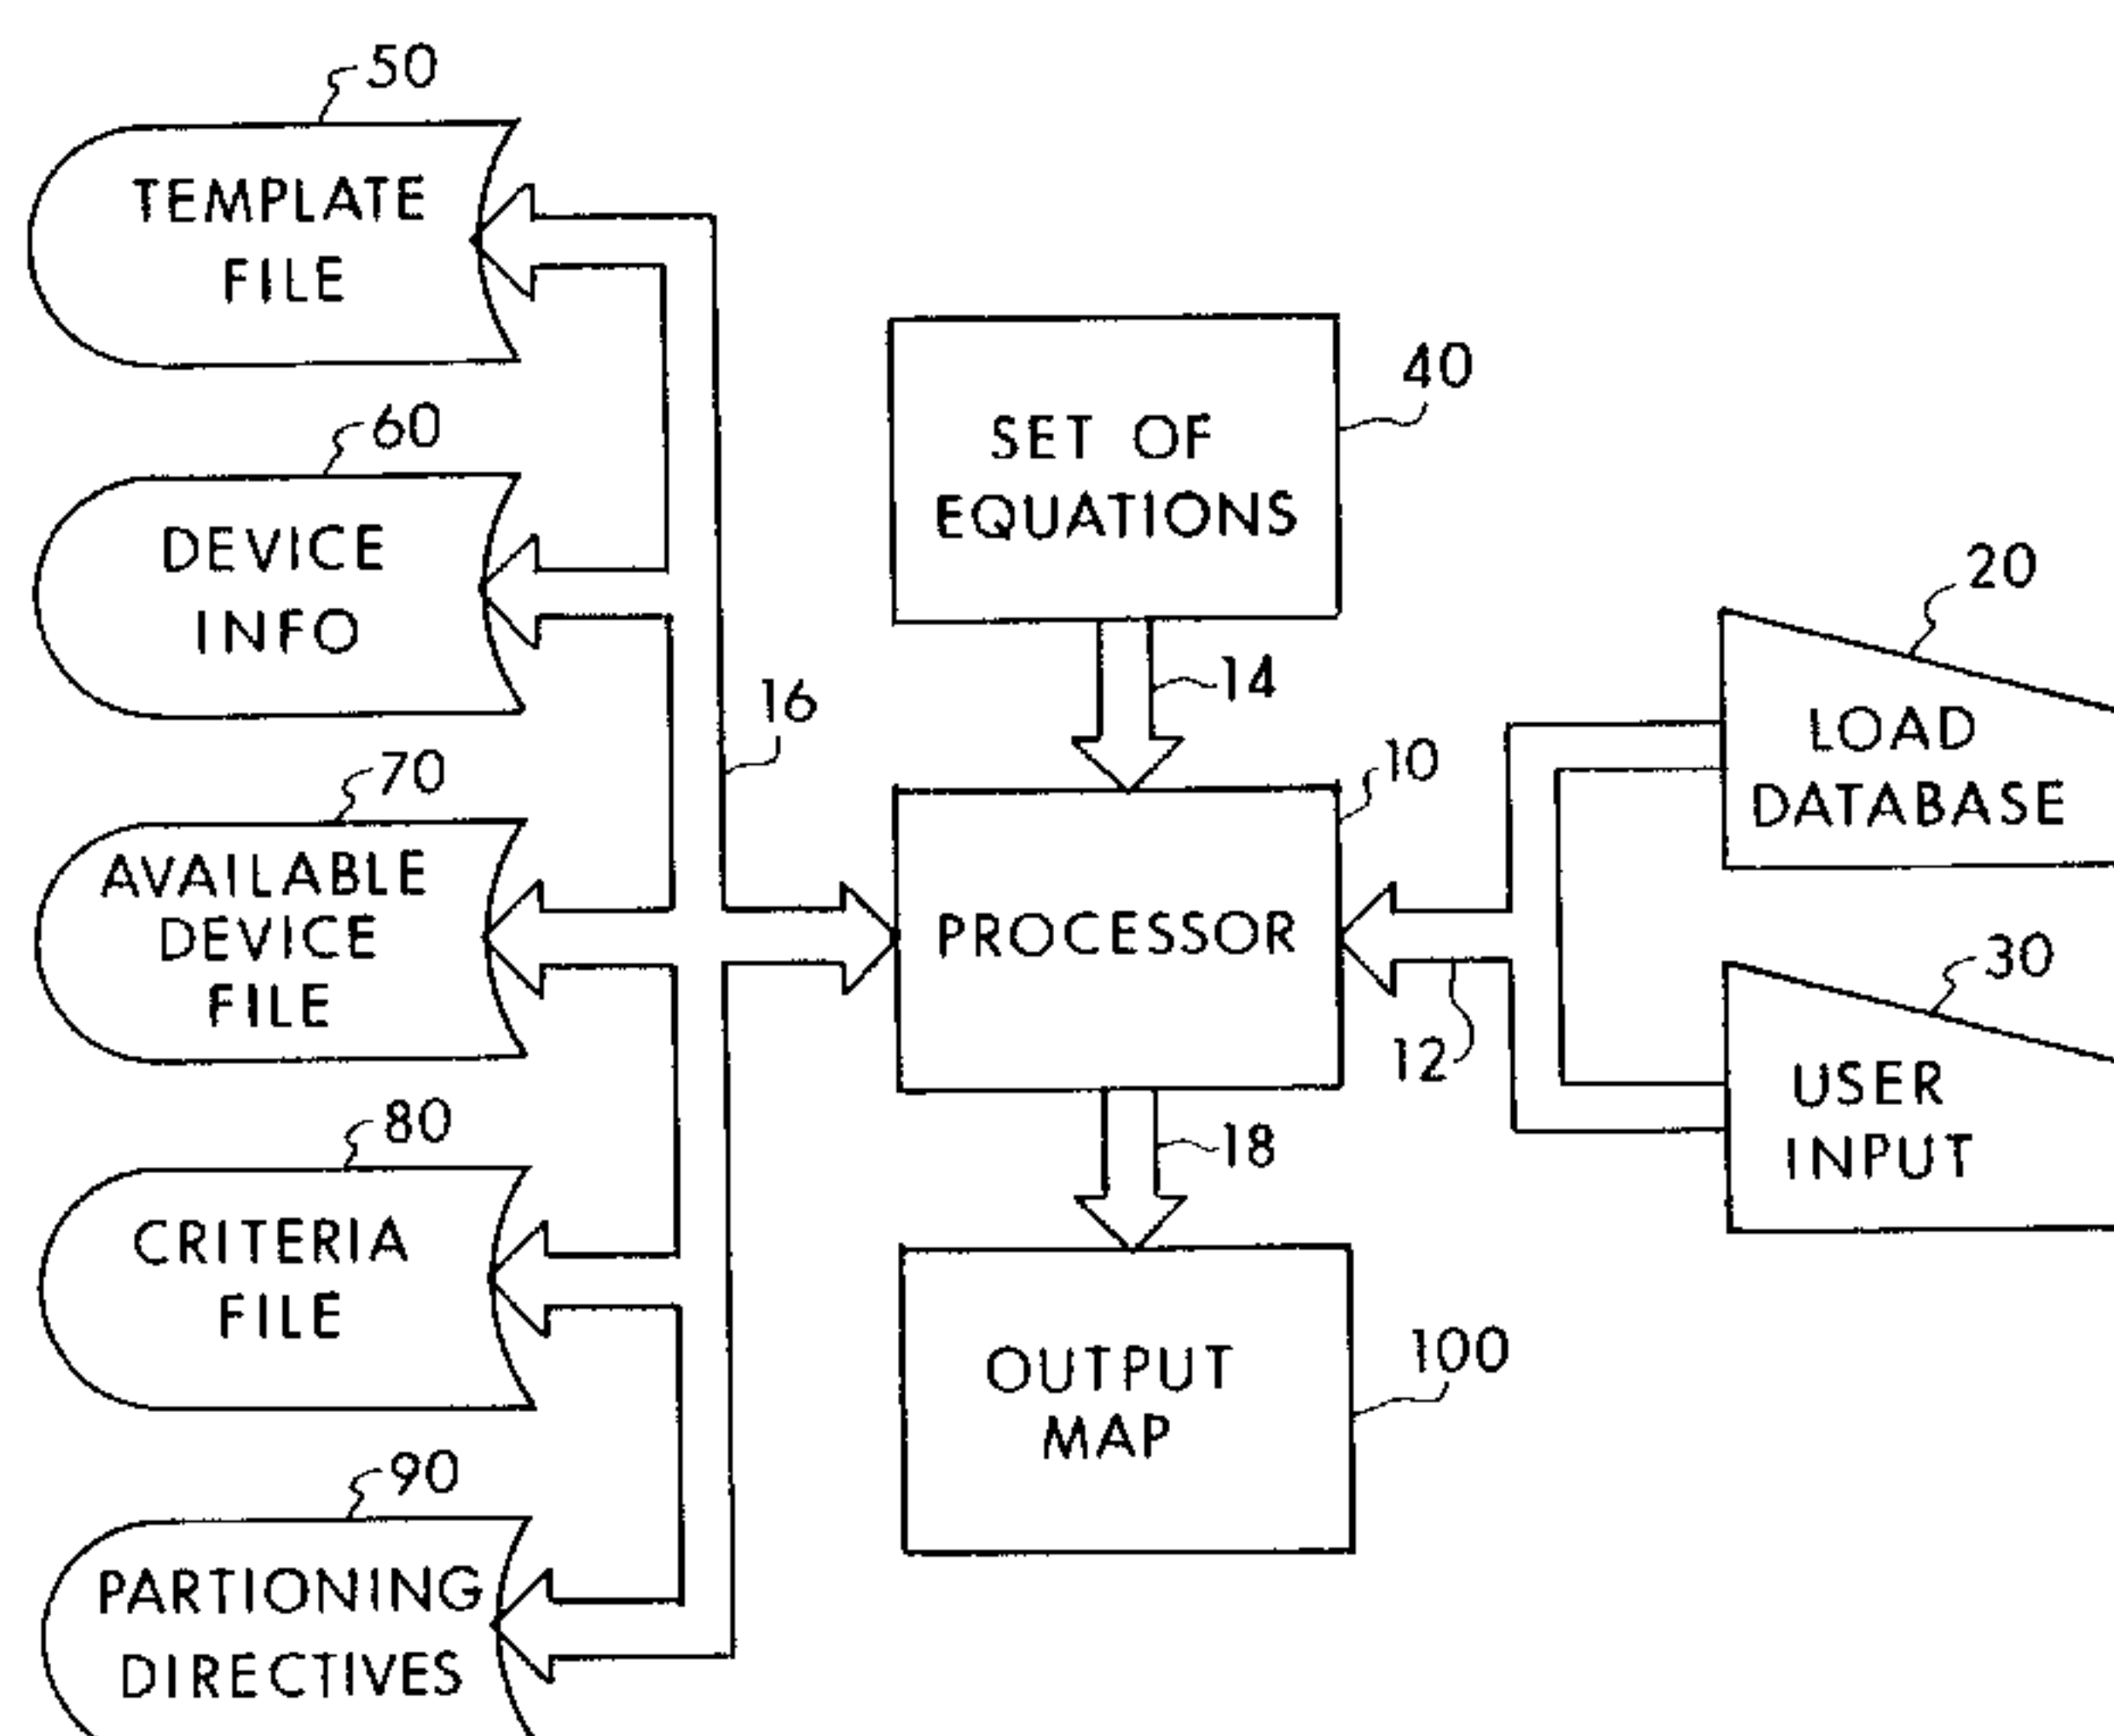 50
TEMPLATE
FILE
60
DEVICE
INFO
70
AVAILABLE
DEVICE
FILE
80
CRITERIA
FILE
90
PARTIONING
DIRECTIVES
16
40
SET OF
EQUATIONS
14
10
PROCESSOR
12
18
100
OUTPUT
MAP
20
LOAD
DATABASE
30
USER
INPUT